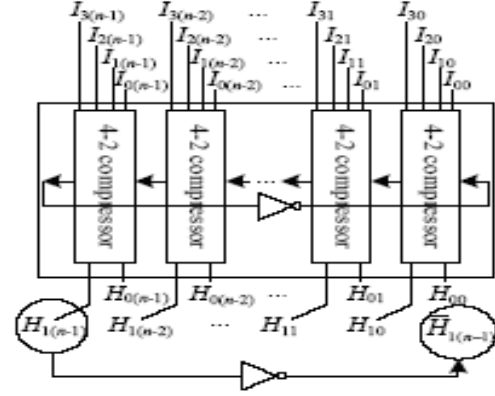 I3(n-1) I3(n-2) ... I31 I30
I2(n-1) I2(n-2) ... I21 I20
I1(n-1) I1(n-2) ... I11 I10
I0(n-1) I0(n-2) ... I01 I00
4-2 compressor 4-2 compressor 4-2 compressor 4-2 compressor
...
H0(n-1) H0(n-2) ... H01 H00
H1(n-1) H1(n-2) ... H11 H10 H̅1(n-1)